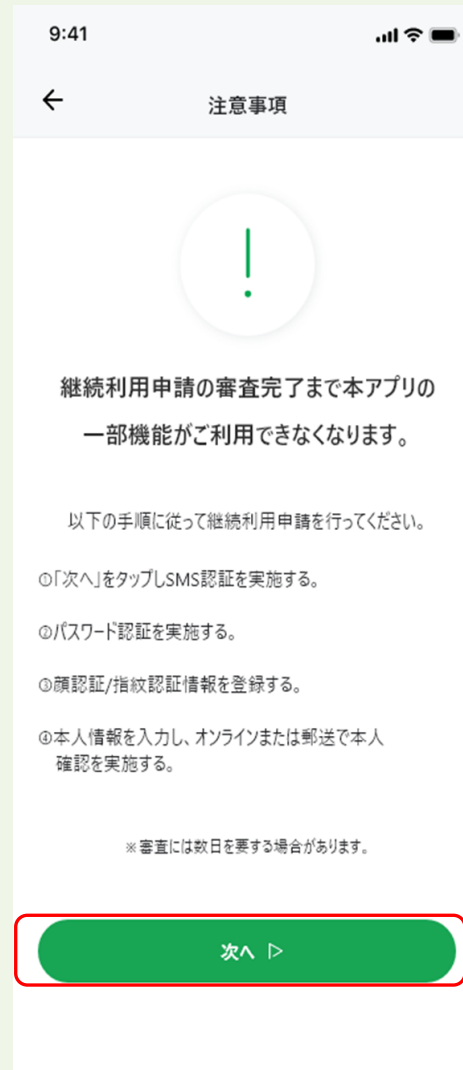 9:41
注意事項
継続利用申請の審査完了まで本アプリの
一部機能がご利用できなくなります。
以下の手順に従って継続利用申請を行ってください。
①「次へ」をタップしSMS認証を実施する。
②パスワード認証を実施する。
③顔認証/指紋認証情報を登録する。
④本人情報を入力し、オンラインまたは郵送で本人
確認を実施する。
※審査には数日を要する場合があります。
次へ ▷